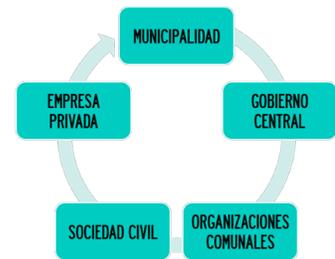 MUNICIPALIDAD
GOBIERNO
CENTRAL
ORGANIZACIONES
COMUNALES
SOCIEDAD CIVIL
EMPRESA
PRIVADA